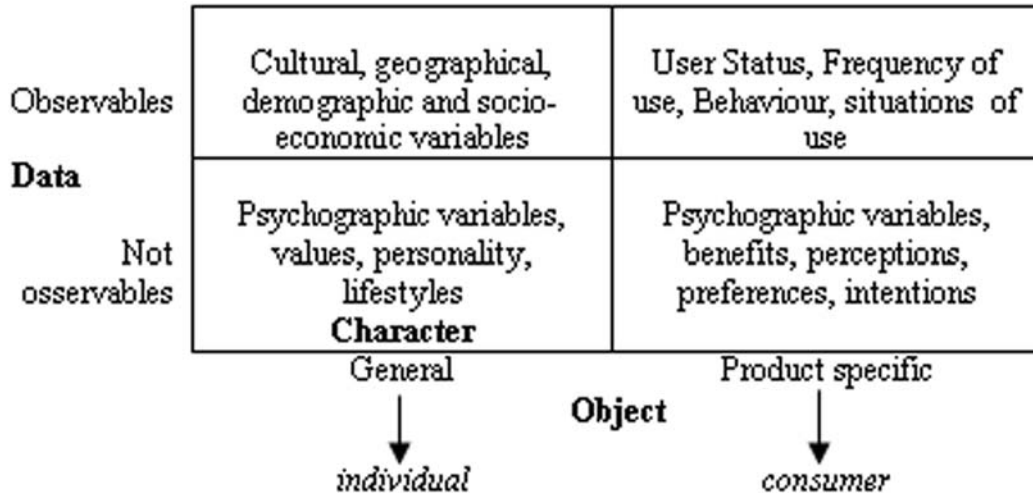 Cultural, geographical,
demographic and socio-
economic variables
User Status, Frequency of
use, Behaviour, situations of
use
Observables
Data
Not
osservables
Psychographic variables,
values, personality,
lifestyles
Character
Psychographic variables,
benefits, perceptions,
preferences, intentions
General
Product specific
Object
individual
consumer